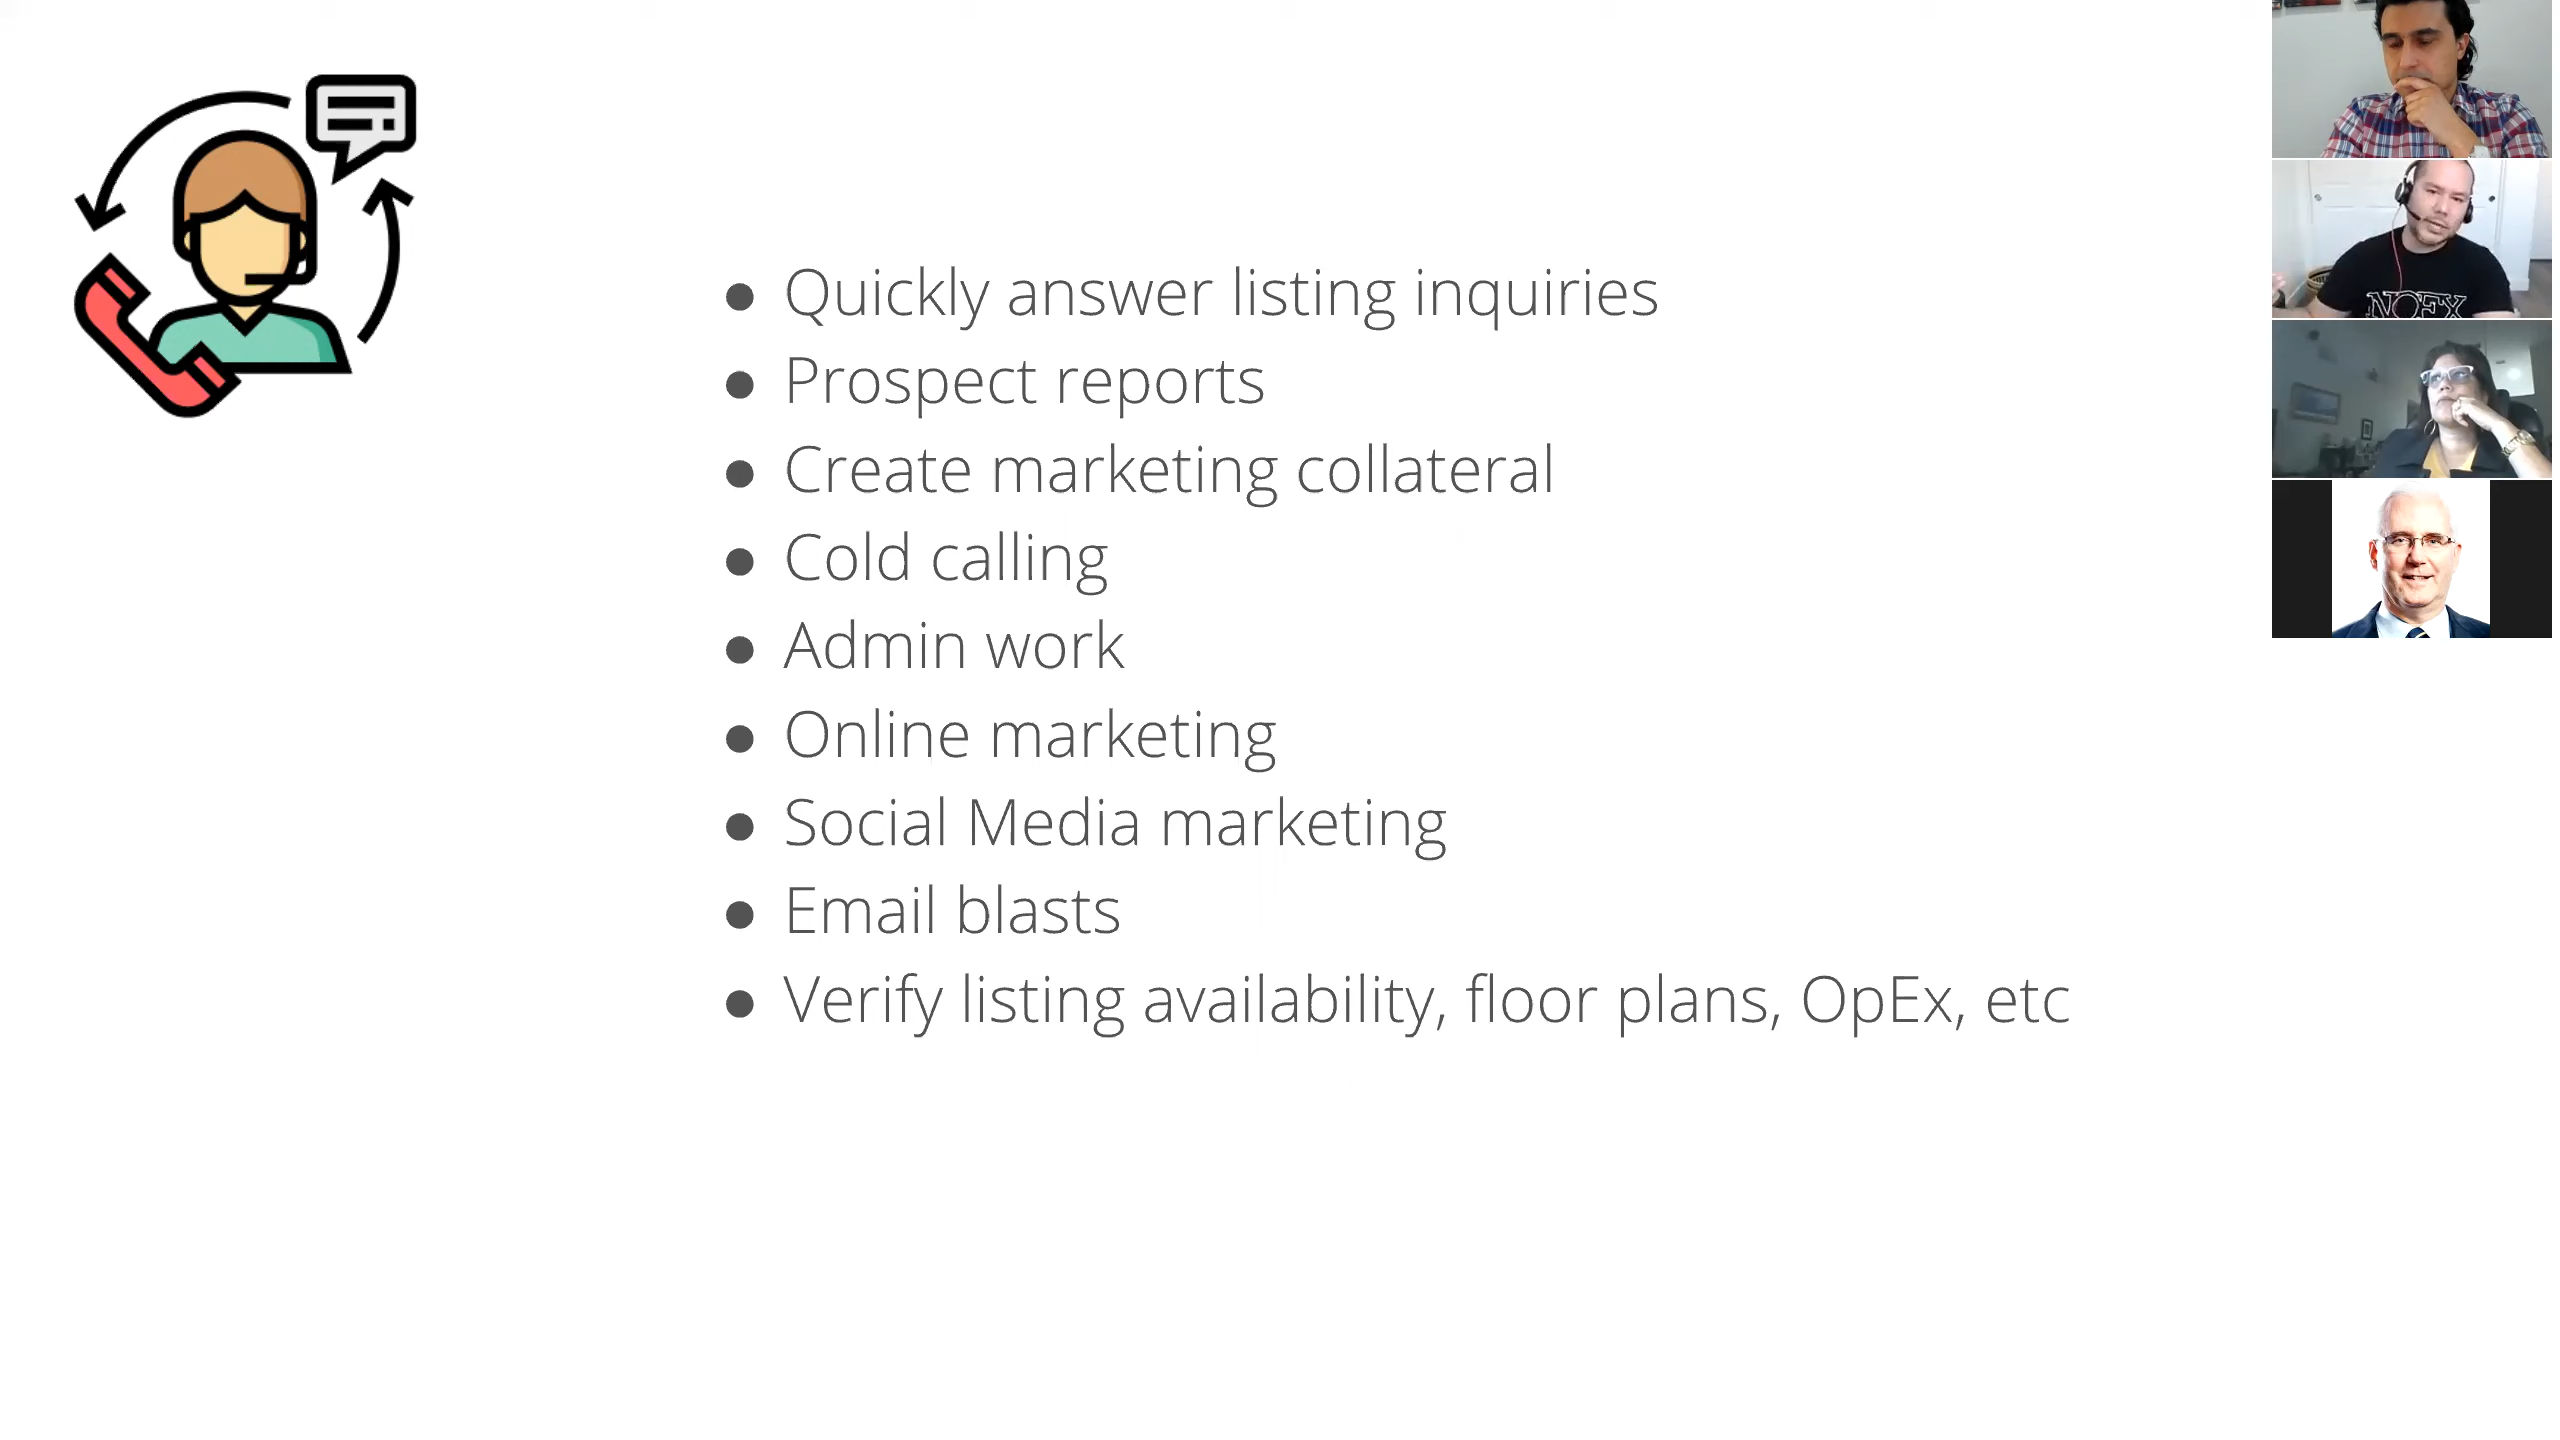 ● Quickly answer listing inquiries
● Prospect reports
● Create marketing collateral
● Cold calling
● Admin work
● Online marketing
● Social Media marketing
● Email blasts
● Verify listing availability, floor plans, OpEx, etc
NOFX